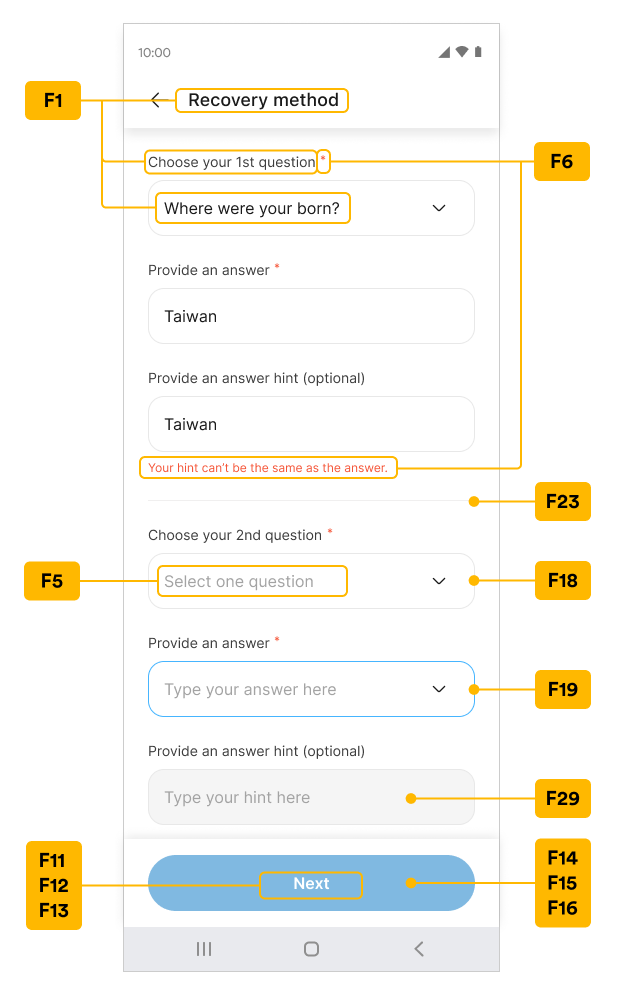 10:00
F1
Recovery method
Choose your 1st question *
F6
Where were your born?
Provide an answer *
Taiwan
Provide an answer hint (optional)
Taiwan
Your hint can't be the same as the answer.
F23
Choose your 2nd question *
F5
Select one question
F18
Provide an answer *
Type your answer here
F19
Provide an answer hint (optional)
Type your hint here
F29
F11
F12
F13
Next
F14
F15
F16